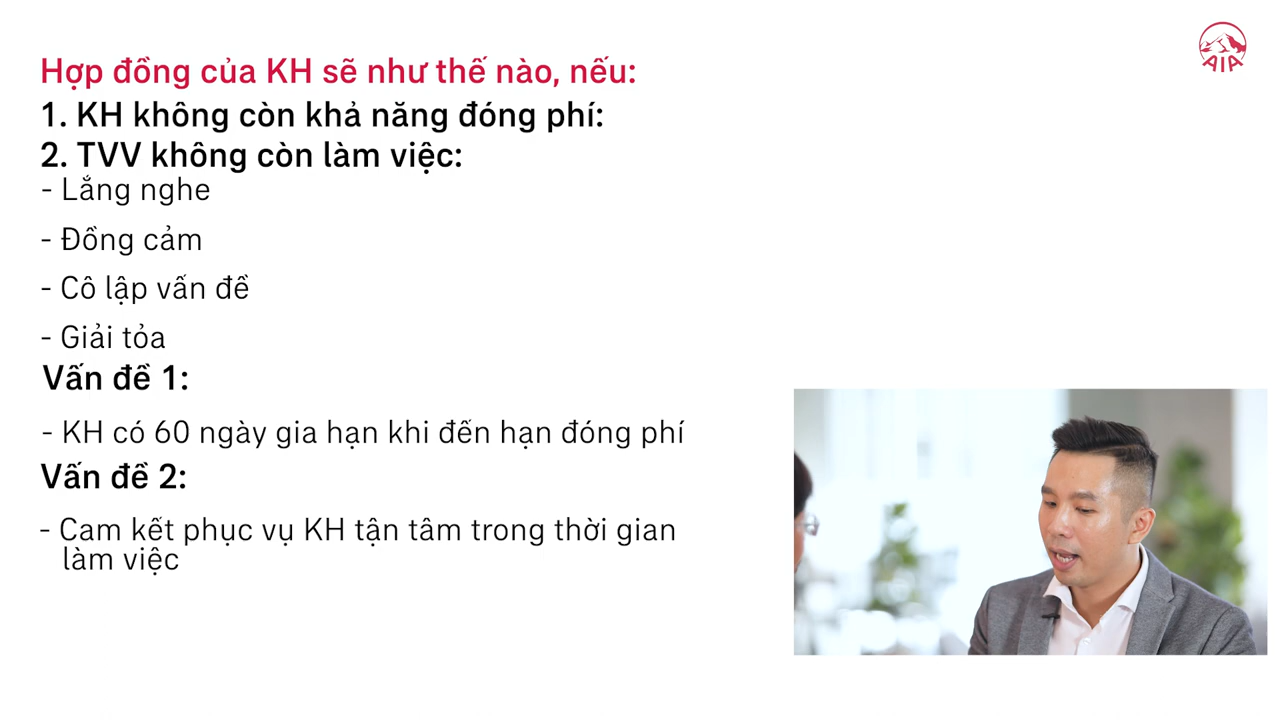 AIA
Hợp đồng của KH sẽ như thế nào, nếu:
1. KH không còn khả năng đóng phí:
2. TVV không còn làm việc:
- Lắng nghe
- Đồng cảm
- Cô lập vấn đề
- Giải tỏa
Vấn đề 1:
- KH có 60 ngày gia hạn khi đến hạn đóng phí
Vấn đề 2:
- Cam kết phục vụ KH tận tâm trong thời gian
làm việc